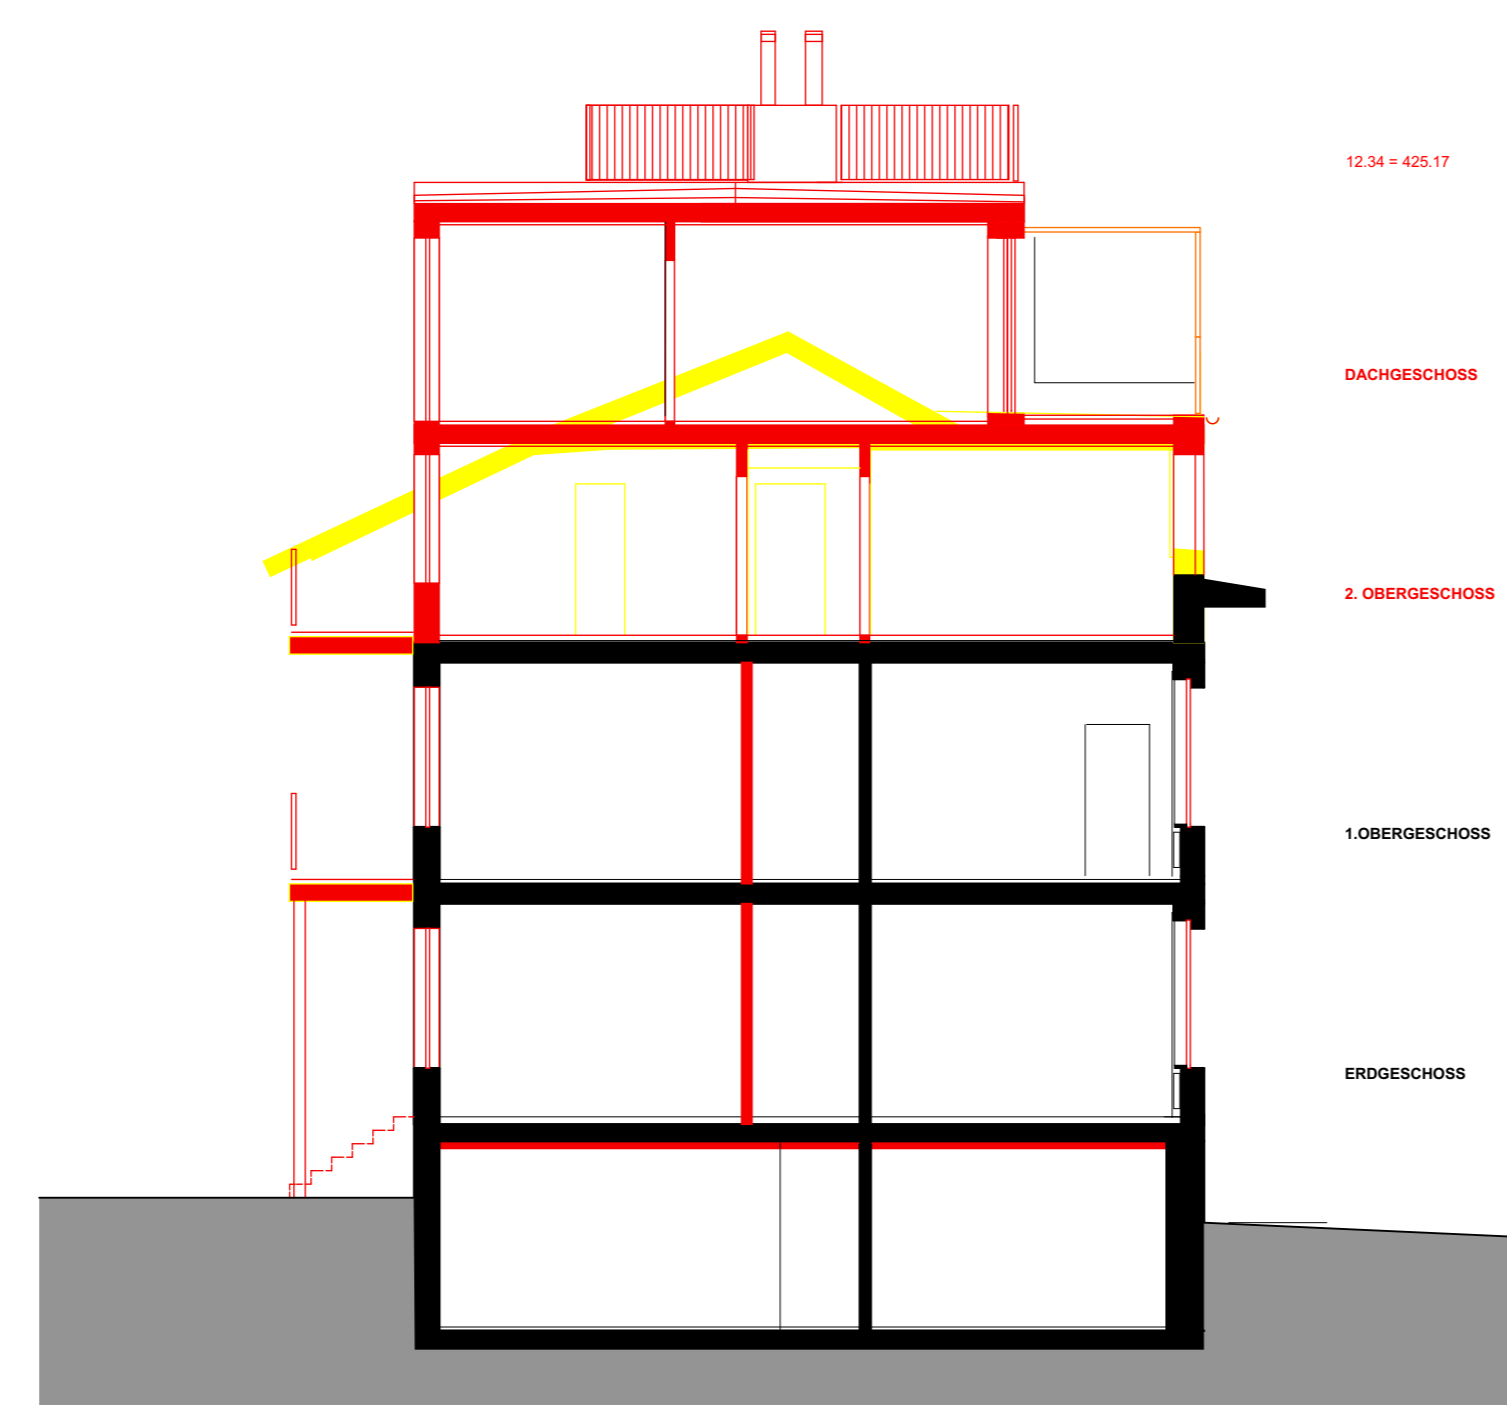 12.34 = 425.17
DACHGESCHOSS
2. OBERGESCHOSS
1.OBERGESCHOSS
ERDGESCHOSS